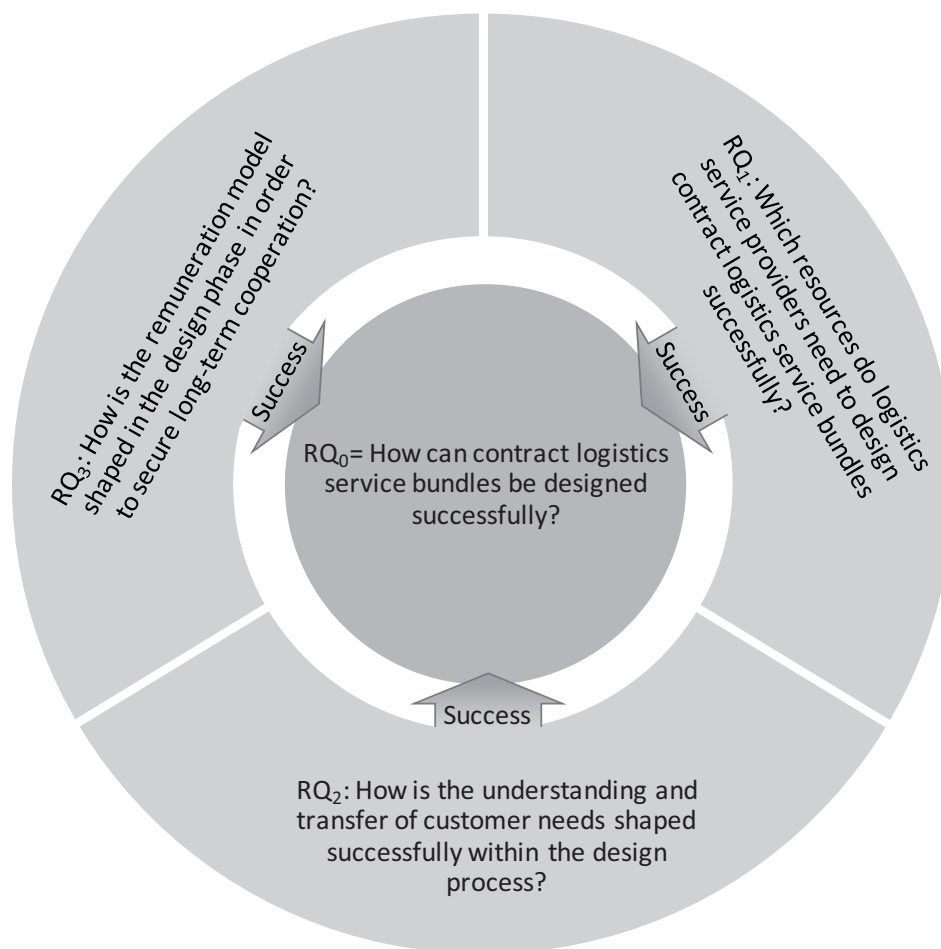 RQ₃: How is the remuneration model
shaped in the design phase in order
to secure long-term cooperation?
RQ₁: Which resources do logistics
service providers need to design
contract logistics service bundles
successfully?
Success
Success
RQ₀= How can contract logistics
service bundles be designed
successfully?
Success
RQ₂: How is the understanding and
transfer of customer needs shaped
successfully within the design
process?